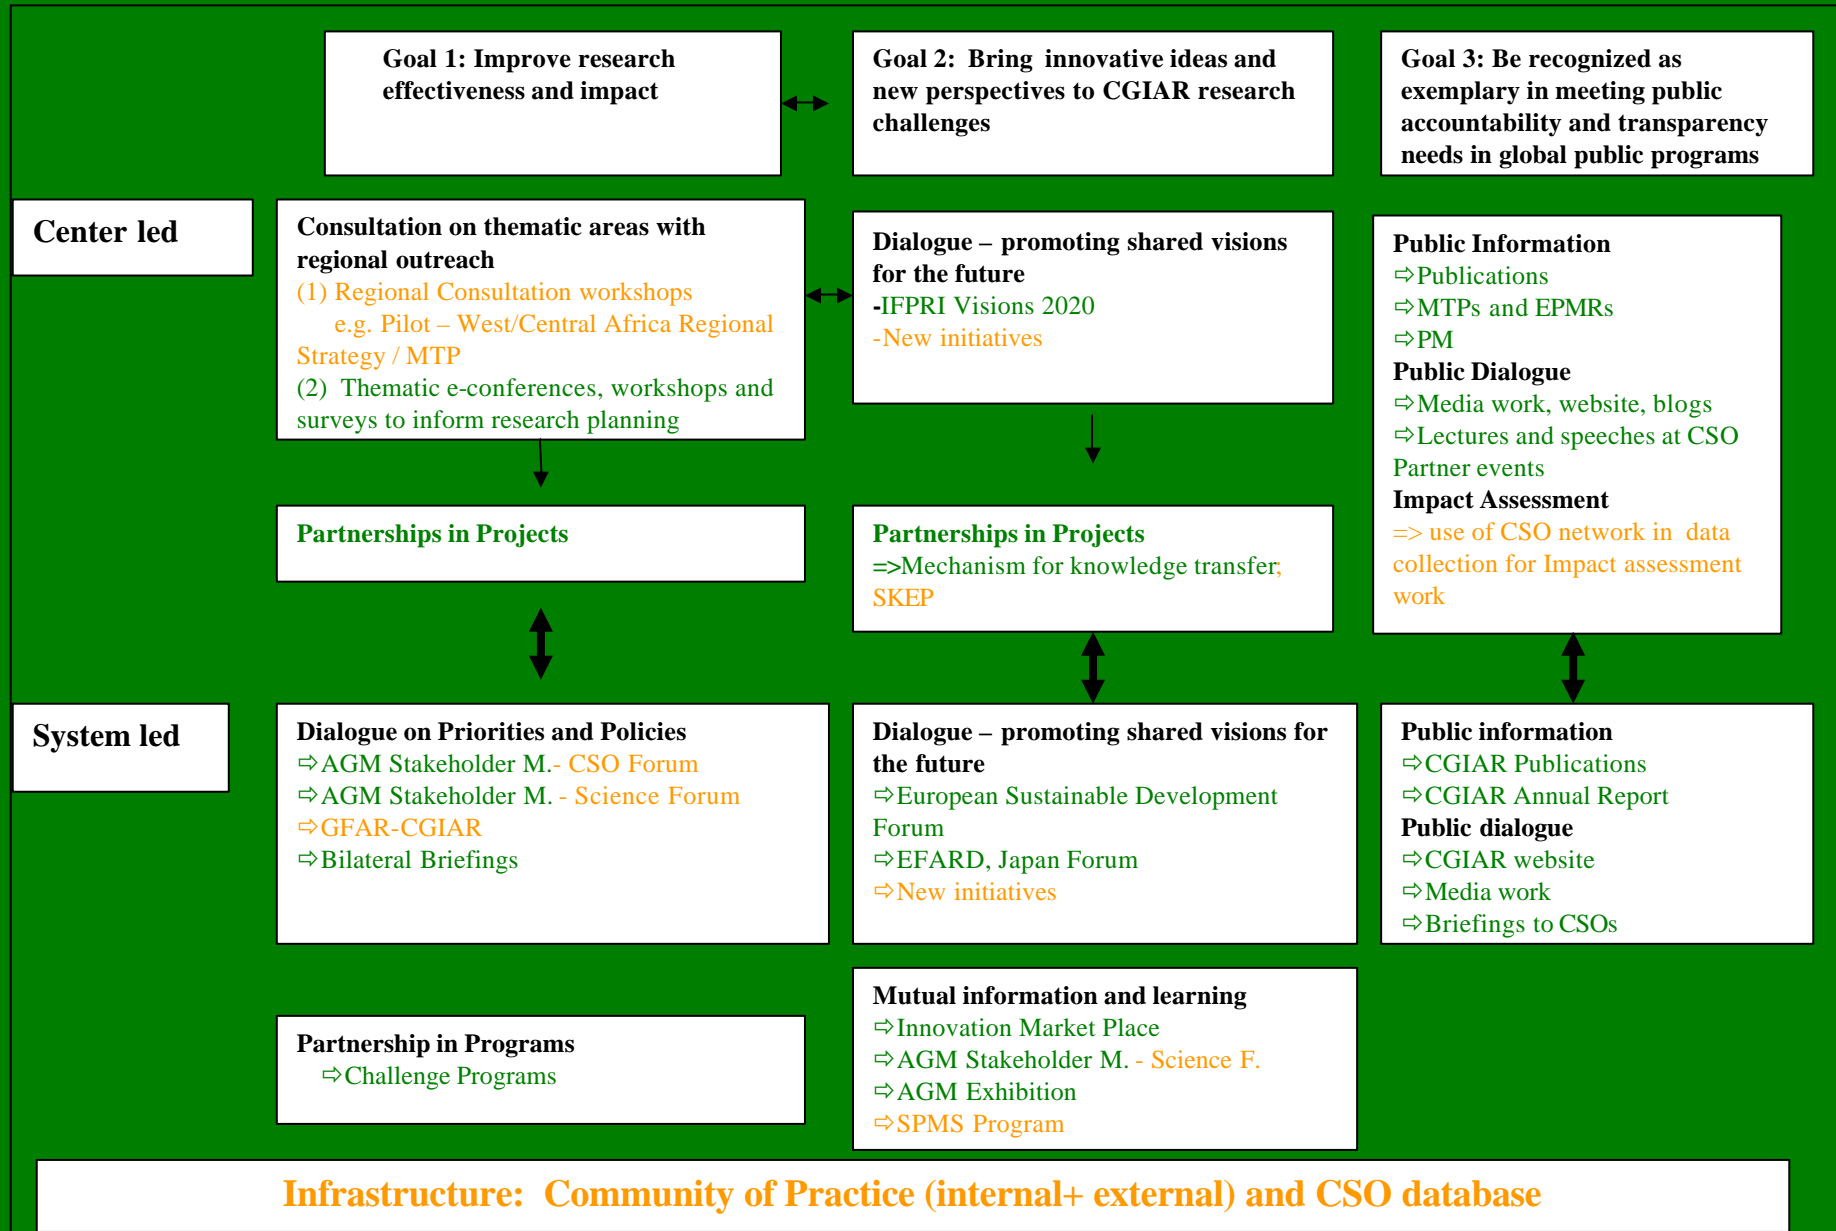 Goal 1: Improve research
effectiveness and impact
Goal 2:  Bring  innovative ideas and
new perspectives to CGIAR research
challenges
Goal 3: Be recognized as
exemplary in meeting public
accountability and transparency
needs in global public programs
Center led
Consultation on thematic areas with
regional outreach
(1) Regional Consultation workshops
e.g. Pilot – West/Central Africa Regional
Strategy / MTP
(2)  Thematic e-conferences, workshops and
surveys to inform research planning
Dialogue – promoting shared visions
for the future
-IFPRI Visions 2020
-New initiatives
Public Information
⇨Publications
⇨MTPs and EPMRs
⇨PM
Public Dialogue
⇨Media work, website, blogs
⇨Lectures and speeches at CSO
Partner events
Impact Assessment
=> use of CSO network in  data
collection for Impact assessment
work
Partnerships in Projects
Partnerships in Projects
=>Mechanism for knowledge transfer;
SKEP
System led
Dialogue on Priorities and Policies
⇨AGM Stakeholder M.- CSO Forum
⇨AGM Stakeholder M. - Science Forum
⇨GFAR-CGIAR
⇨Bilateral Briefings
Dialogue – promoting shared visions for
the future
⇨European Sustainable Development
Forum
⇨EFARD, Japan Forum
⇨New initiatives
Public information
⇨CGIAR Publications
⇨CGIAR Annual Report
Public dialogue
⇨CGIAR website
⇨Media work
⇨Briefings to CSOs
Partnership in Programs
⇨Challenge Programs
Mutual information and learning
⇨Innovation Market Place
⇨AGM Stakeholder M. - Science F.
⇨AGM Exhibition
⇨SPMS Program
Infrastructure:  Community of Practice (internal+ external) and CSO database